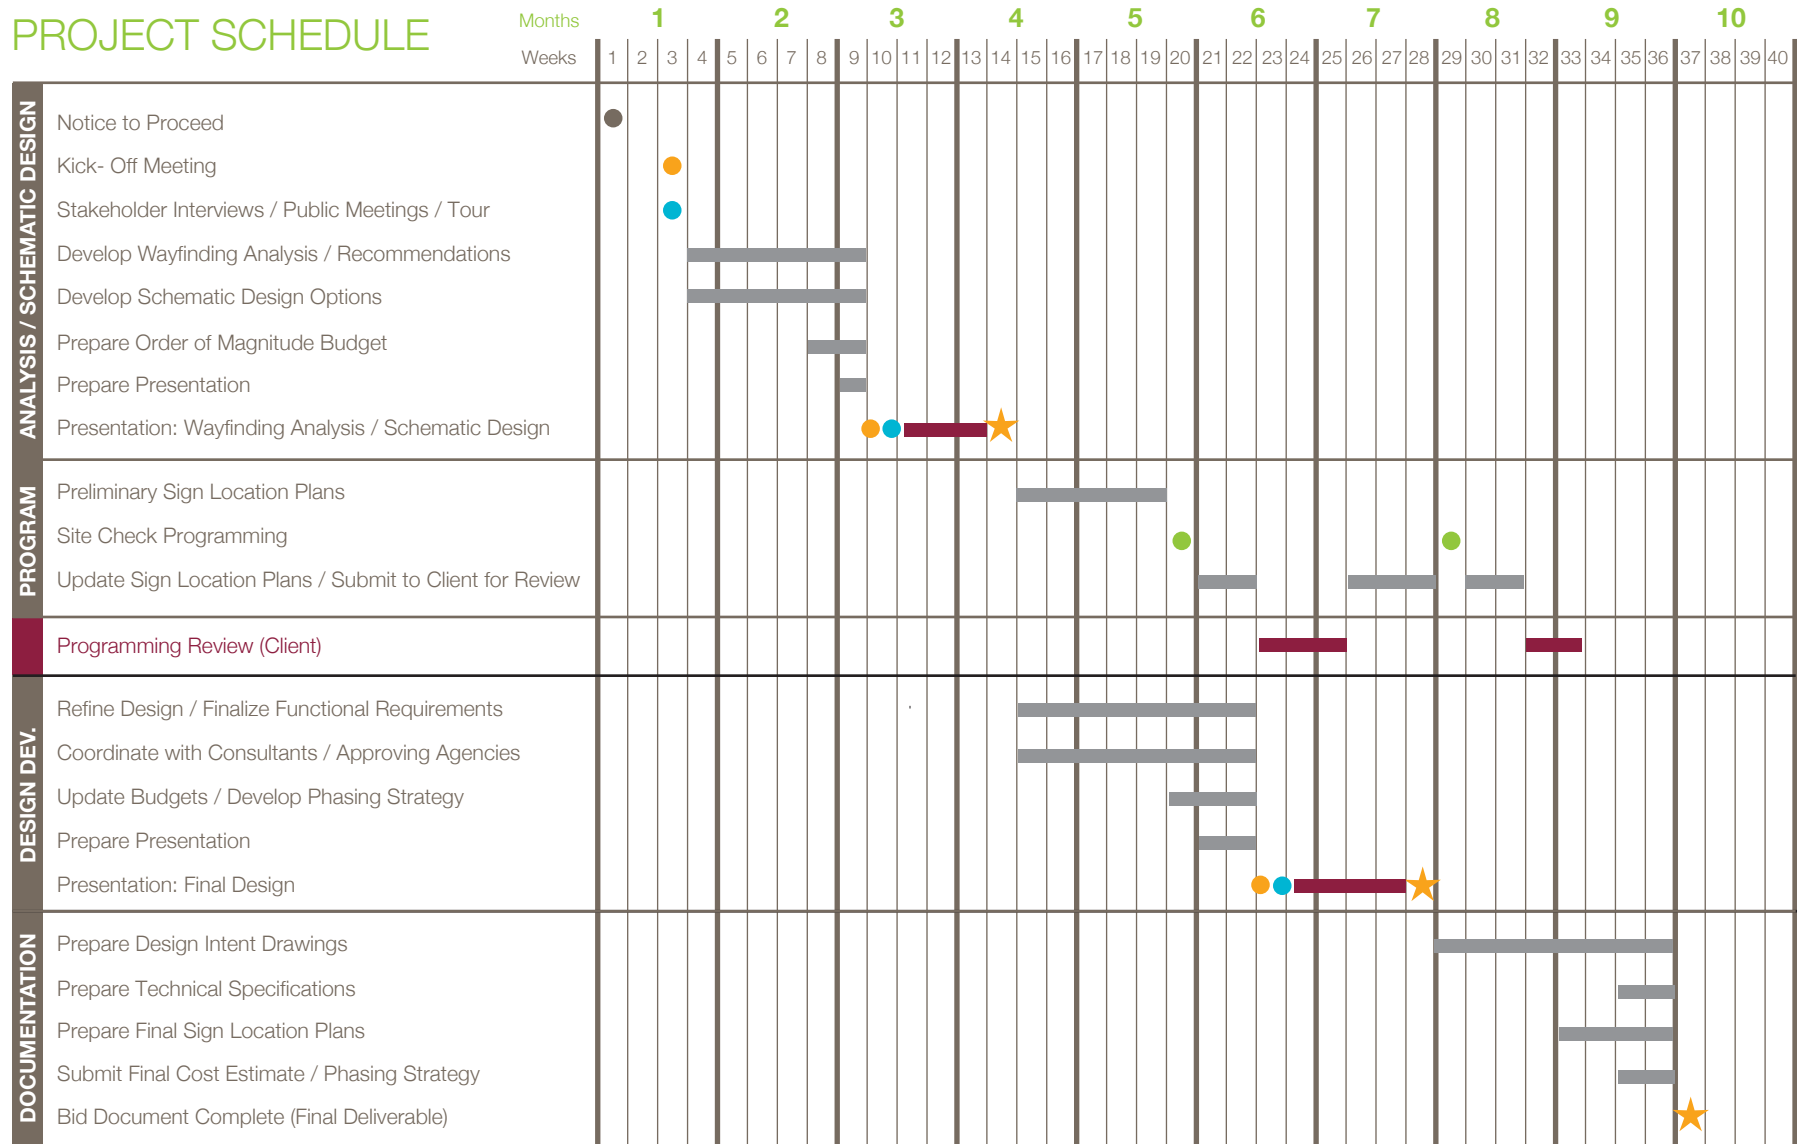 PROJECT SCHEDULE
Months 1 2 3 4 5 6 7 8 9 10
Weeks 1 2 3 4 5 6 7 8 9 10 11 12 13 14 15 16 17 18 19 20 21 22 23 24 25 26 27 28 29 30 31 32 33 34 35 36 37 38 39 40
ANALYSIS / SCHEMATIC DESIGN
Notice to Proceed
Kick- Off Meeting
Stakeholder Interviews / Public Meetings / Tour
Develop Wayfinding Analysis / Recommendations
Develop Schematic Design Options
Prepare Order of Magnitude Budget
Prepare Presentation
Presentation: Wayfinding Analysis / Schematic Design
PROGRAM
Preliminary Sign Location Plans
Site Check Programming
Update Sign Location Plans / Submit to Client for Review
Programming Review (Client)
DESIGN DEV.
Refine Design / Finalize Functional Requirements
Coordinate with Consultants / Approving Agencies
Update Budgets / Develop Phasing Strategy
Prepare Presentation
Presentation: Final Design
DOCUMENTATION
Prepare Design Intent Drawings
Prepare Technical Specifications
Prepare Final Sign Location Plans
Submit Final Cost Estimate / Phasing Strategy
Bid Document Complete (Final Deliverable)